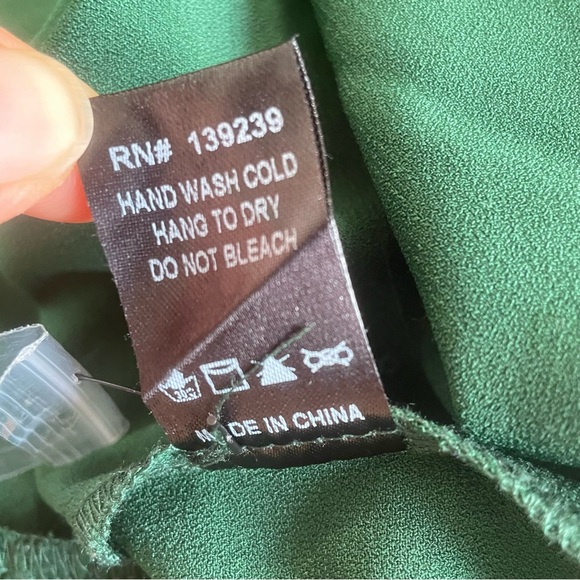 RN# 139239
HAND WASH COLD
HANG TO DRY
DO NOT BLEACH
MADE IN CHINA